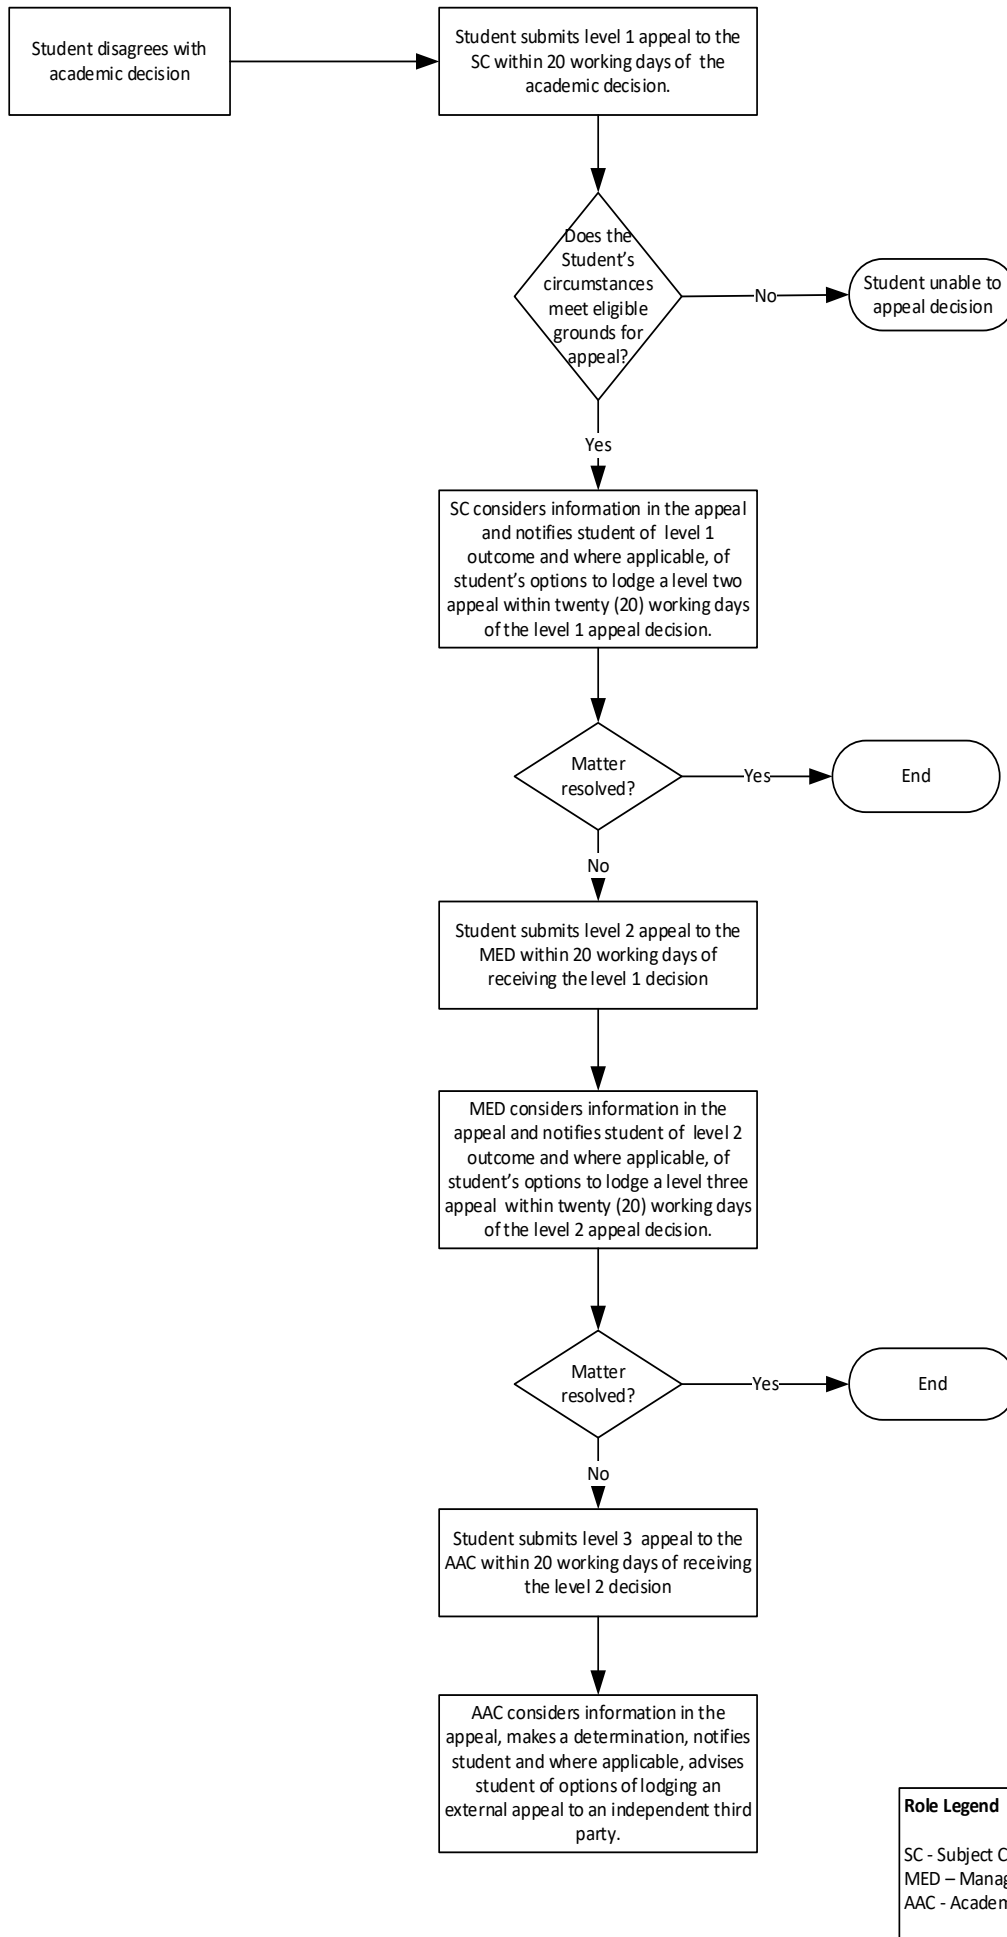 Student disagrees with
academic decision
Student submits level 1 appeal to the
SC within 20 working days of  the
academic decision.
Does the
Student’s
circumstances
meet eligible
grounds for
appeal?
No
Student unable to
appeal decision
Yes
SC considers information in the appeal
and notifies student of  level 1
outcome and where applicable, of
student’s options to lodge a level two
appeal within twenty (20) working days
of the level 1 appeal decision.
Matter
resolved?
Yes
End
No
Student submits level 2 appeal to the
MED within 20 working days of
receiving the level 1 decision
MED considers information in the
appeal and notifies student of  level 2
outcome and where applicable, of
student’s options to lodge a level three
appeal  within twenty (20) working days
of the level 2 appeal decision.
Matter
resolved?
Yes
End
No
Student submits level 3  appeal to the
AAC within 20 working days of receiving
the level 2 decision
AAC considers information in the
appeal, makes a determination, notifies
student and where applicable, advises
student of options of lodging an
external appeal to an independent third
party.
Role Legend
SC - Subject
MED –
AAC -